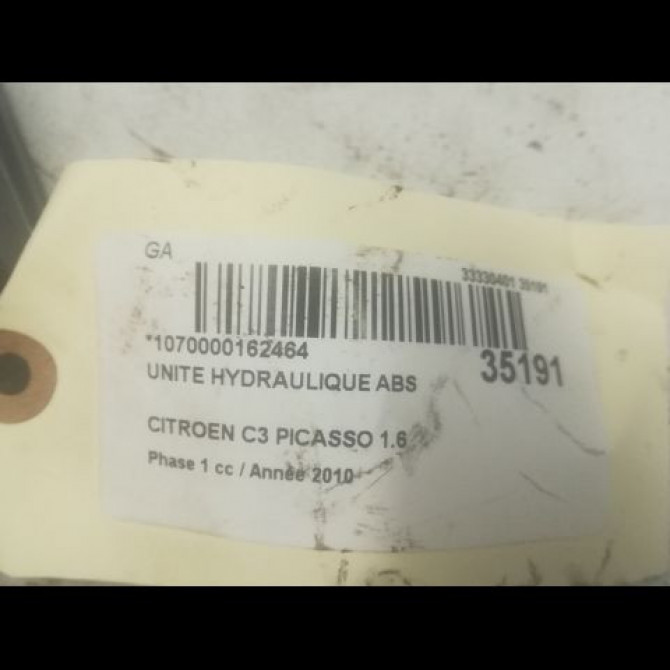 GA
33330401 35191
*1070000162464
35191
UNITE HYDRAULIQUE ABS
CITROEN C3 PICASSO 1.6
Phase 1 cc / Année 2010